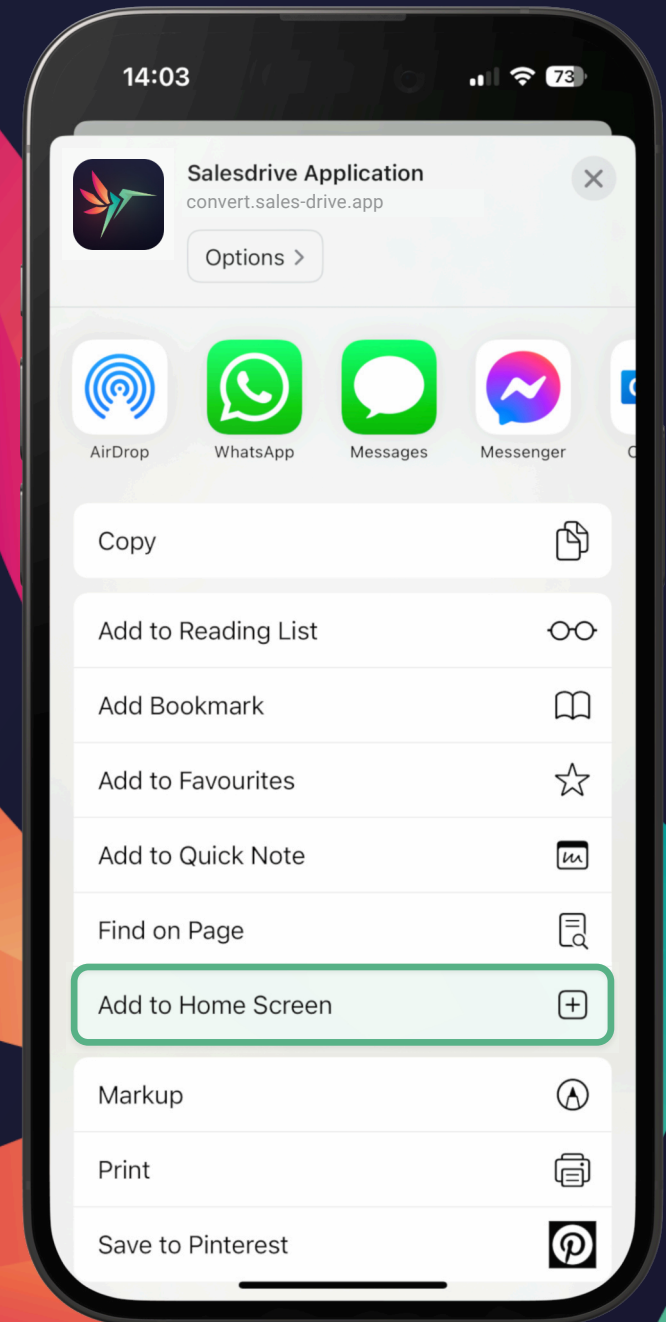 14:03
73
Salesdrive Application
convert.sales-drive.app
Options
AirDrop
WhatsApp
Messages
Messenger
Copy
Add to Reading List
Add Bookmark
Add to Favourites
Add to Quick Note
Find on Page
Add to Home Screen
Markup
Print
Save to Pinterest